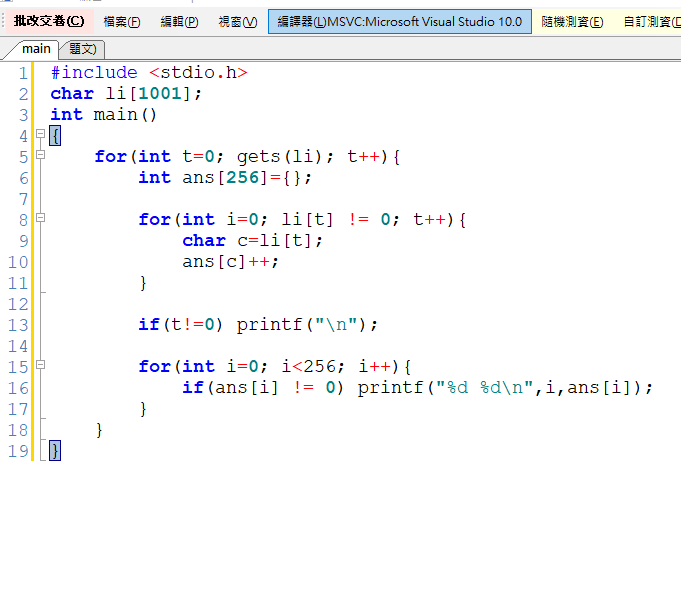 批改交卷(C) 檔案(F) 編輯(P) 視窗(V) 編譯器(L)MSVC:Microsoft Visual Studio 10.0 隨機測資(E) 自訂測資(D
main 題文)
1 #include <stdio.h>
2 char li[1001];
3 int main()
4 {
5     for(int t=0; gets(li); t++){
6         int ans[256]={};
7
8         for(int i=0; li[t] != 0; t++){
9             char c=li[t];
10             ans[c]++;
11         }
12
13         if(t!=0) printf("\n");
14
15         for(int i=0; i<256; i++){
16             if(ans[i] != 0) printf("%d %d\n",i,ans[i]);
17         }
18     }
19 }